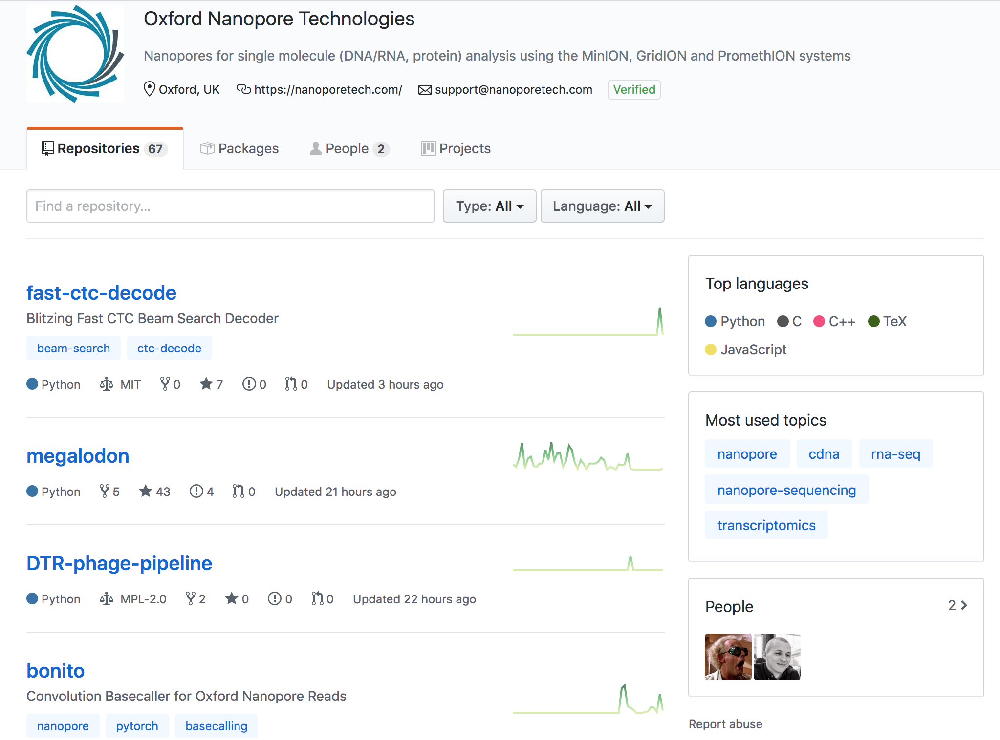 Oxford Nanopore Technologies
Nanopores for single molecule (DNA/RNA, protein) analysis using the MinION, GridION and PromethION systems
Oxford, UK https://nanoporetech.com/ support@nanoporetech.com Verified
Repositories 67 Packages People 2 Projects
Find a repository... Type: All Language: All
fast-ctc-decode
Blitzing Fast CTC Beam Search Decoder
beam-search ctc-decode
Python MIT 0 7 0 0 Updated 3 hours ago
megalodon
Python 5 43 4 0 Updated 21 hours ago
DTR-phage-pipeline
Python MPL-2.0 2 0 0 0 Updated 22 hours ago
bonito
Convolution Basecaller for Oxford Nanopore Reads
nanopore pytorch basecalling
Top languages
Python C C++ TeX
JavaScript
Most used topics
nanopore cdna rna-seq
nanopore-sequencing
transcriptomics
People 2
Report abuse